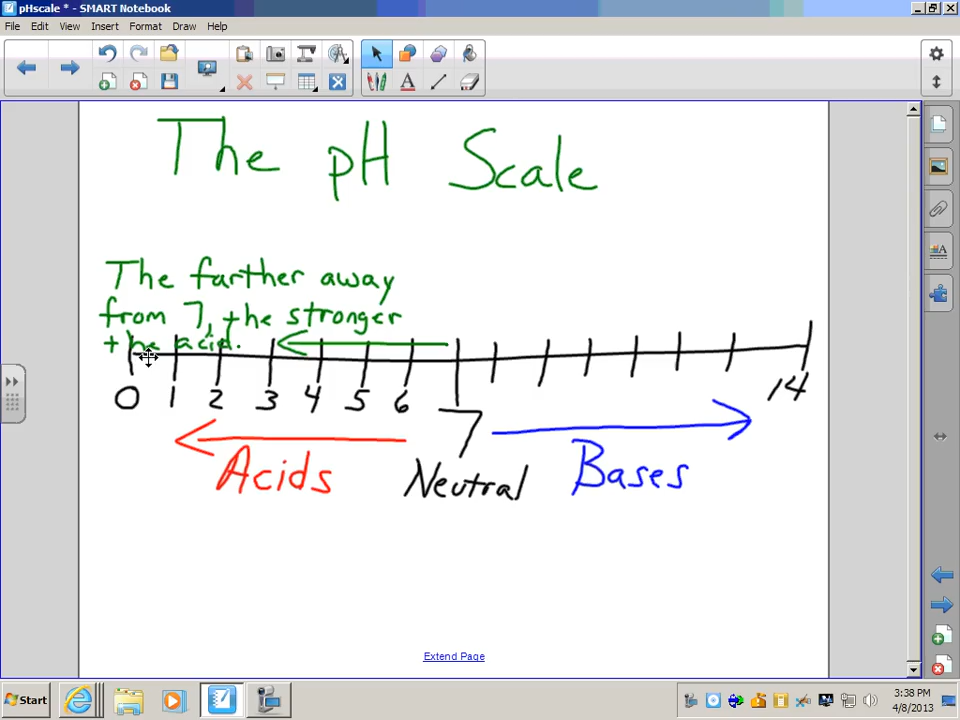 pHscale * - SMART Notebook
File Edit View Insert Format Draw Help
The pH Scale
The farther away
from 7, the stronger
the acid.
0 1 2 3 4 5 6 7 14
Acids Neutral Bases
Extend Page
Start
3:38 PM
4/8/2013